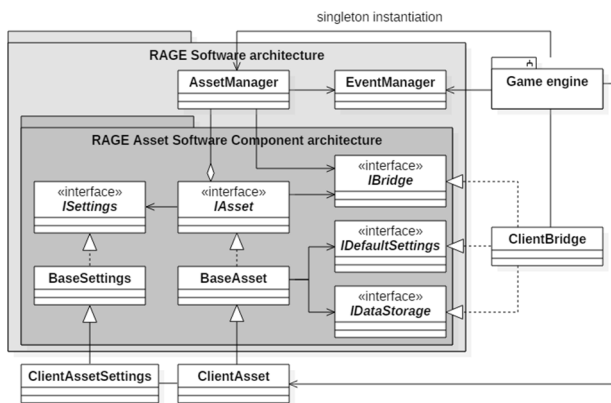 singleton instantiation
RAGE Software architecture
AssetManager
EventManager
Game engine
RAGE Asset Software Component architecture
«interface»
ISettings
«interface»
IAsset
«interface»
IBridge
«interface»
IDefaultSettings
ClientBridge
BaseSettings
BaseAsset
«interface»
IDataStorage
ClientAssetSettings
ClientAsset